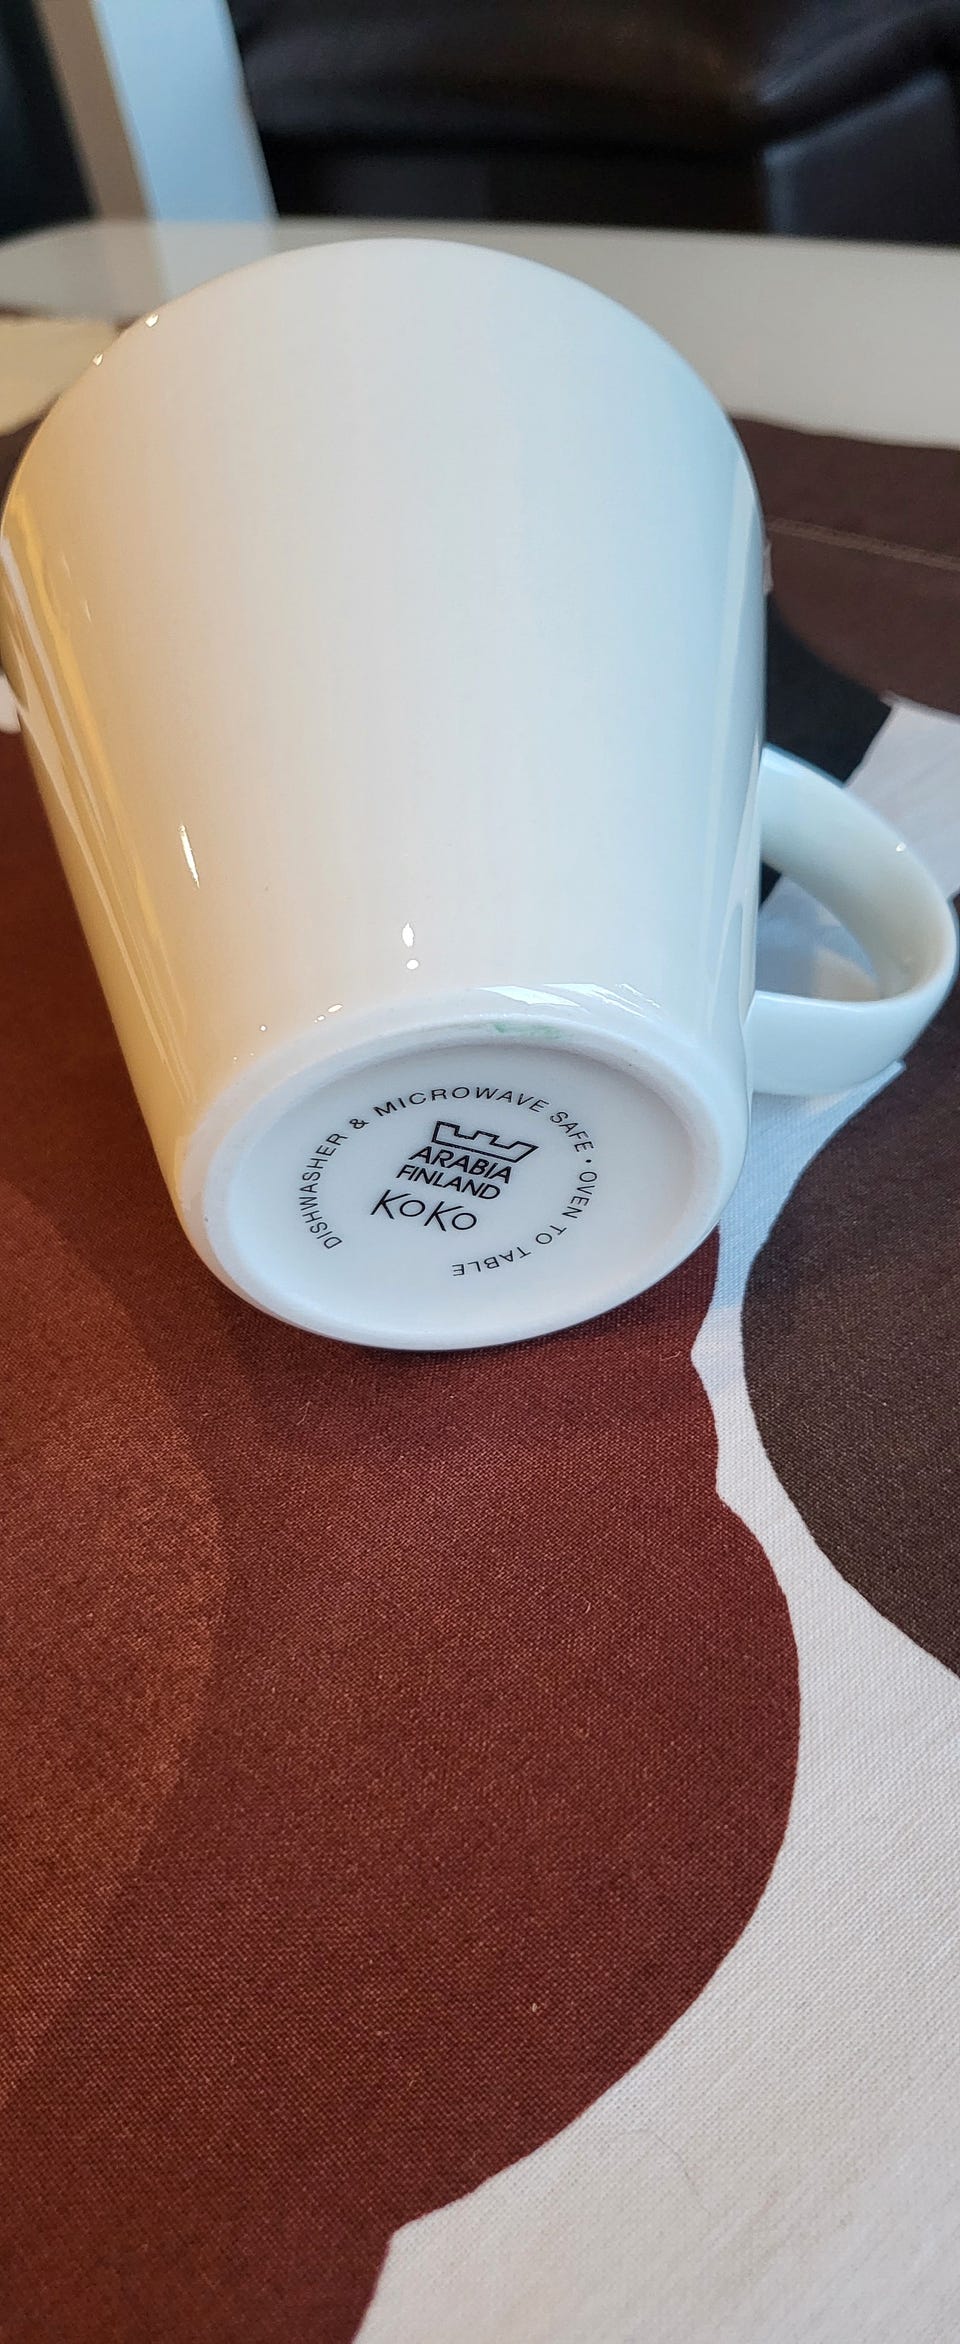 DISHWASHER & MICROWAVE SAFE · OVEN TO TABLE
ARABIA
FINLAND
KoKo